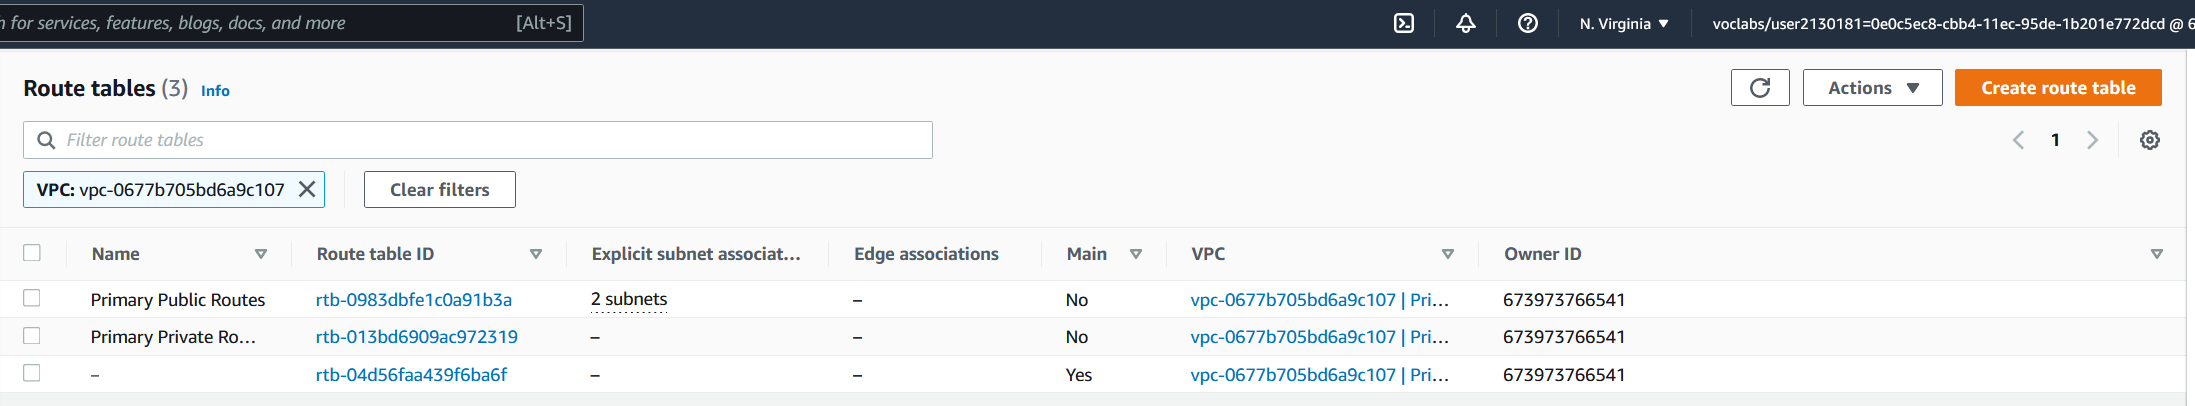 h for services, features, blogs, docs, and more [Alt+S] N. Virginia ▼ voclabs/user2130181=0e0c5ec8-cbb4-11ec-95de-1b201e772dcd @ 6
Route tables (3) Info Actions ▼ Create route table
Filter route tables 1
VPC: vpc-0677b705bd6a9c107 Clear filters
Name Route table ID Explicit subnet associat... Edge associations Main VPC Owner ID
Primary Public Routes rtb-0983dbfe1c0a91b3a 2 subnets – No vpc-0677b705bd6a9c107 | Pri... 673973766541
Primary Private Ro... rtb-013bd6909ac972319 – – No vpc-0677b705bd6a9c107 | Pri... 673973766541
– rtb-04d56faa439f6ba6f – – Yes vpc-0677b705bd6a9c107 | Pri... 673973766541